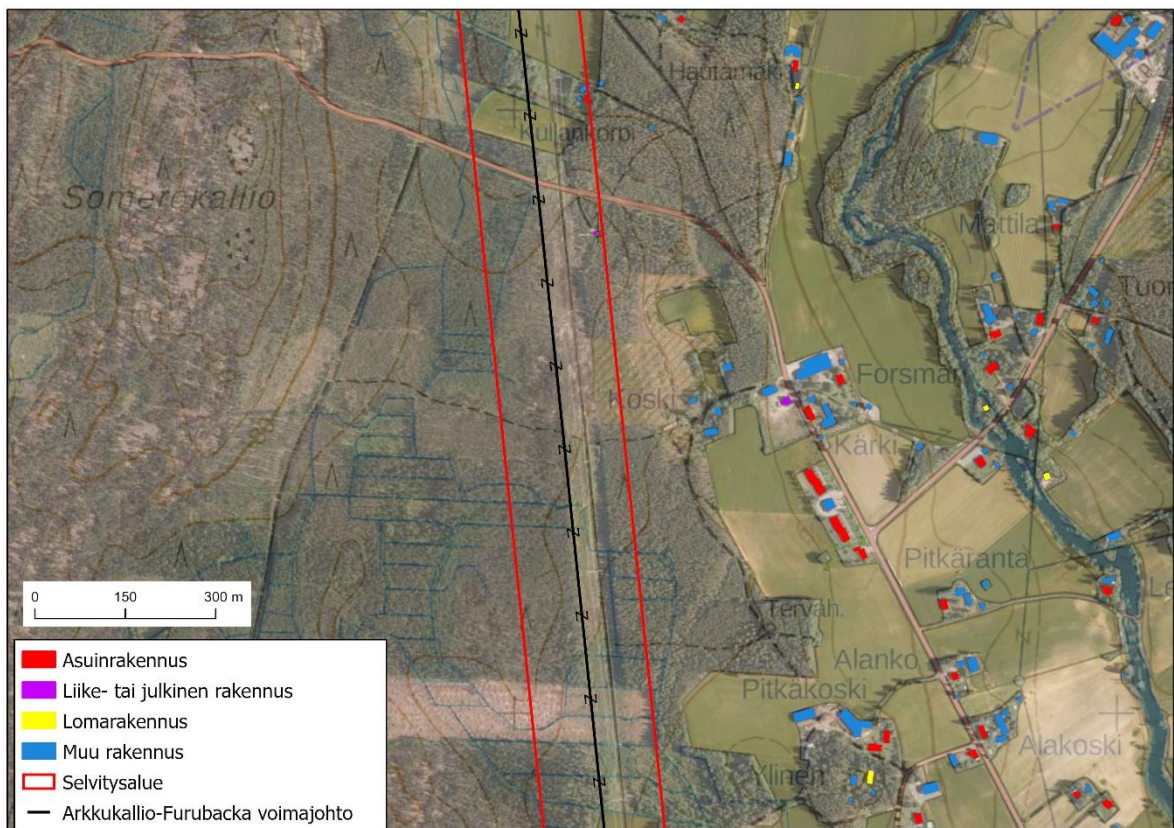 Hautamäki
Kullankorpi
Somerokallio
Mattila
Forsman
Koski
Kärki
Pitkäranta
Terväh.
Alanko
Pitkäkoski
Alakoski
Ylinen
0 150 300 m
Asuinrakennus
Liike- tai julkinen rakennus
Lomarakennus
Muu rakennus
Selvitysalue
Arkkukallio-Furubacka voimajohto